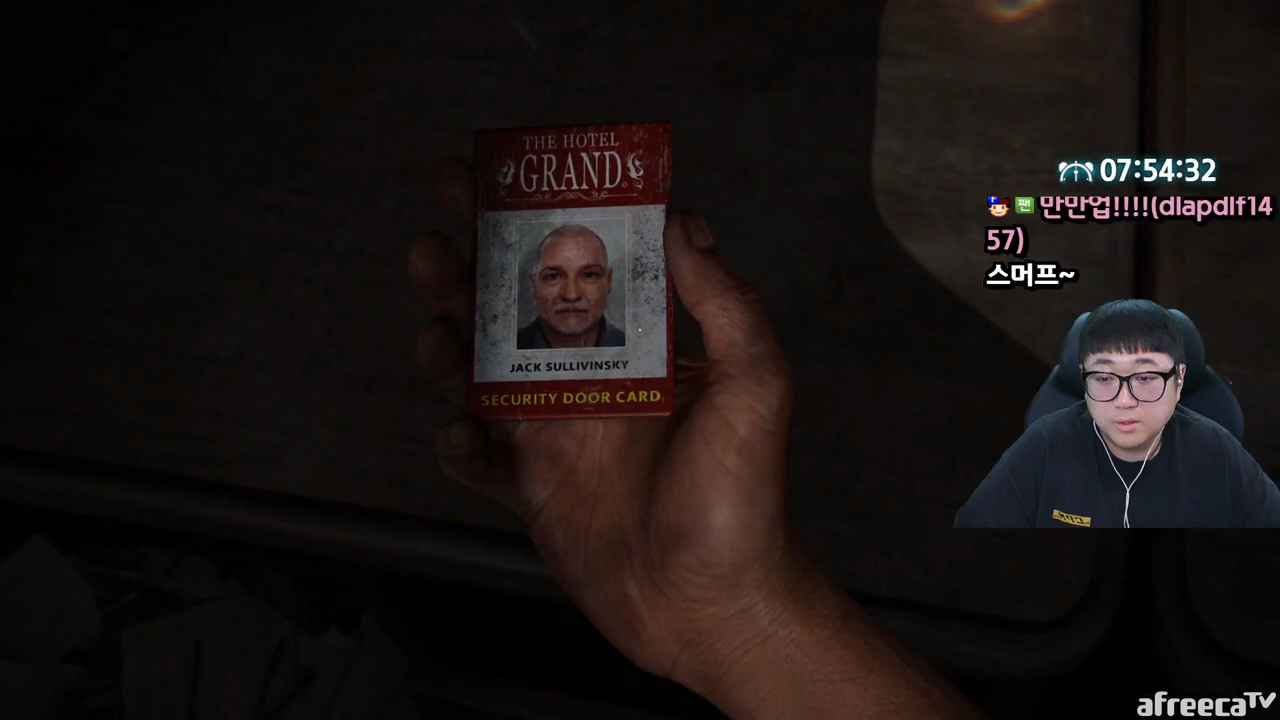 THE HOTEL
GRAND
JACK SULLIVINSKY
SECURITY DOOR CARD
07:54:32
팬 만만업!!!!(dlapdlf14
57)
스머프~
afreecaTV